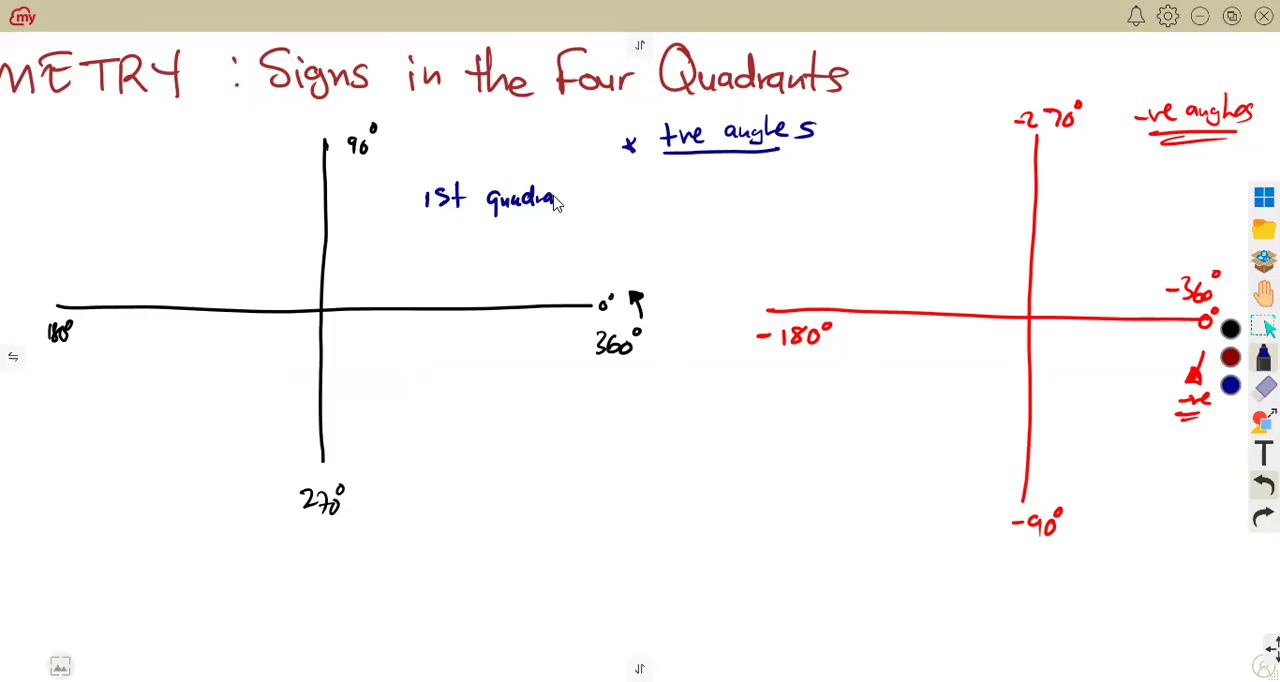 my
METRY : Signs in the Four Quadrants
90°
* +ve angles
1st quadra
180°
0°
360°
270°
-270°
-ve angles
-180°
-360°
0°
-ve
-90°
T